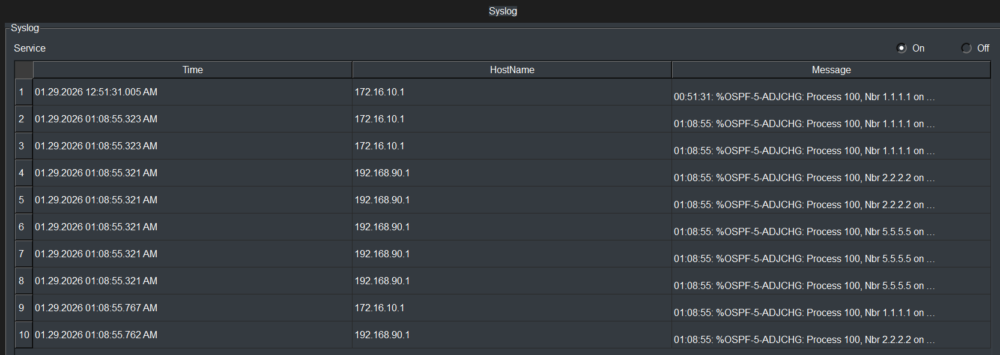 Syslog
Syslog
Service On Off
Time HostName Message
1 01.29.2026 12:51:31.005 AM 172.16.10.1 00:51:31: %OSPF-5-ADJCHG: Process 100, Nbr 1.1.1.1 on ...
2 01.29.2026 01:08:55.323 AM 172.16.10.1 01:08:55: %OSPF-5-ADJCHG: Process 100, Nbr 1.1.1.1 on ...
3 01.29.2026 01:08:55.323 AM 172.16.10.1 01:08:55: %OSPF-5-ADJCHG: Process 100, Nbr 1.1.1.1 on ...
4 01.29.2026 01:08:55.321 AM 192.168.90.1 01:08:55: %OSPF-5-ADJCHG: Process 100, Nbr 2.2.2.2 on ...
5 01.29.2026 01:08:55.321 AM 192.168.90.1 01:08:55: %OSPF-5-ADJCHG: Process 100, Nbr 2.2.2.2 on ...
6 01.29.2026 01:08:55.321 AM 192.168.90.1 01:08:55: %OSPF-5-ADJCHG: Process 100, Nbr 5.5.5.5 on ...
7 01.29.2026 01:08:55.321 AM 192.168.90.1 01:08:55: %OSPF-5-ADJCHG: Process 100, Nbr 5.5.5.5 on ...
8 01.29.2026 01:08:55.321 AM 192.168.90.1 01:08:55: %OSPF-5-ADJCHG: Process 100, Nbr 5.5.5.5 on ...
9 01.29.2026 01:08:55.767 AM 172.16.10.1 01:08:55: %OSPF-5-ADJCHG: Process 100, Nbr 1.1.1.1 on ...
10 01.29.2026 01:08:55.762 AM 192.168.90.1 01:08:55: %OSPF-5-ADJCHG: Process 100, Nbr 2.2.2.2 on ...